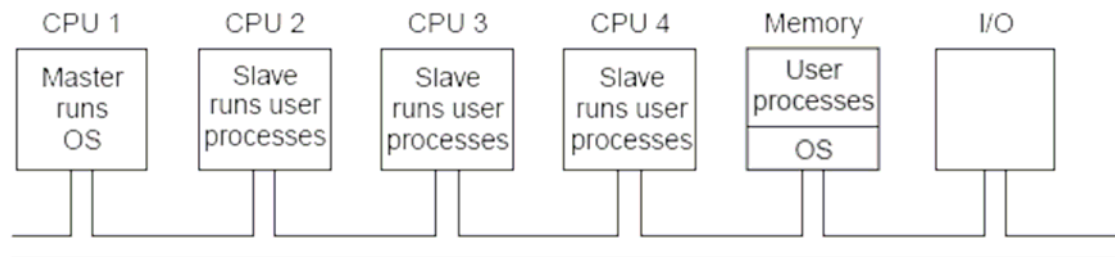 CPU 1
CPU 2
CPU 3
CPU 4
Memory
I/O
Master
runs
OS
Slave
runs user
processes
Slave
runs user
processes
Slave
runs user
processes
User
processes
OS